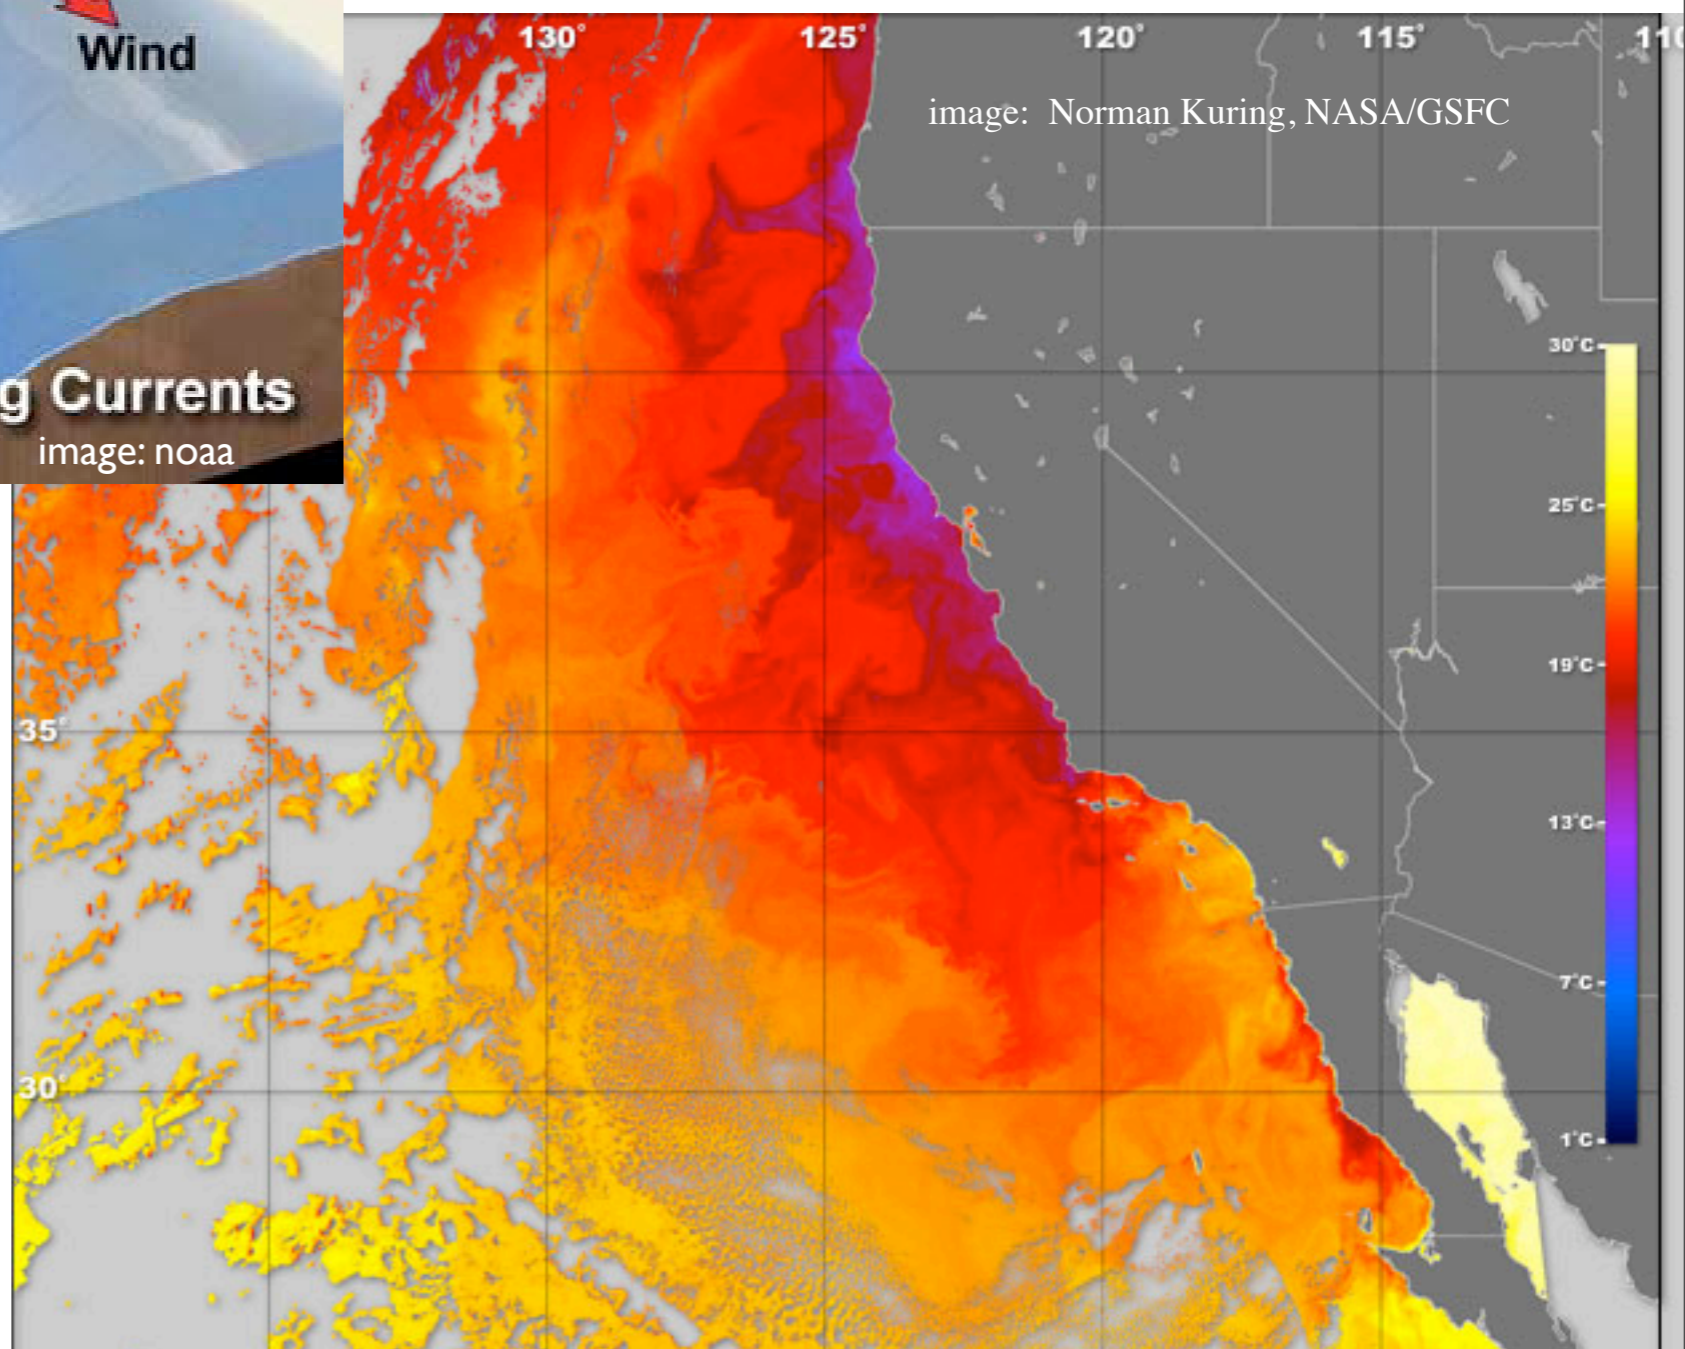 Wind
g Currents
image: noaa
130°
125°
120°
115°
110
image: Norman Kuring, NASA/GSFC
30°C
25°C
19°C
13°C
7°C
1°C
35°
30°